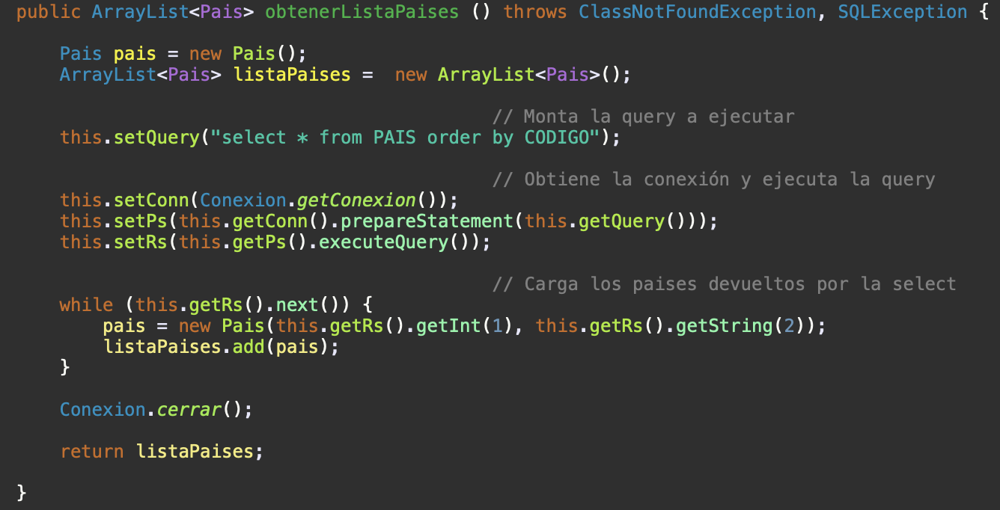 public ArrayList<Pais> obtenerListaPaises () throws ClassNotFoundException, SQLException {
Pais pais = new Pais();
ArrayList<Pais> listaPaises =  new ArrayList<Pais>();
// Monta la query a ejecutar
this.setQuery("select * from PAIS order by CODIGO");
// Obtiene la conexión y ejecuta la query
this.setConn(Conexion.getConexion());
this.setPs(this.getConn().prepareStatement(this.getQuery()));
this.setRs(this.getPs().executeQuery());
// Carga los paises devueltos por la select
while (this.getRs().next()) {
pais = new Pais(this.getRs().getInt(1), this.getRs().getString(2));
listaPaises.add(pais);
}
Conexion.cerrar();
return listaPaises;
}